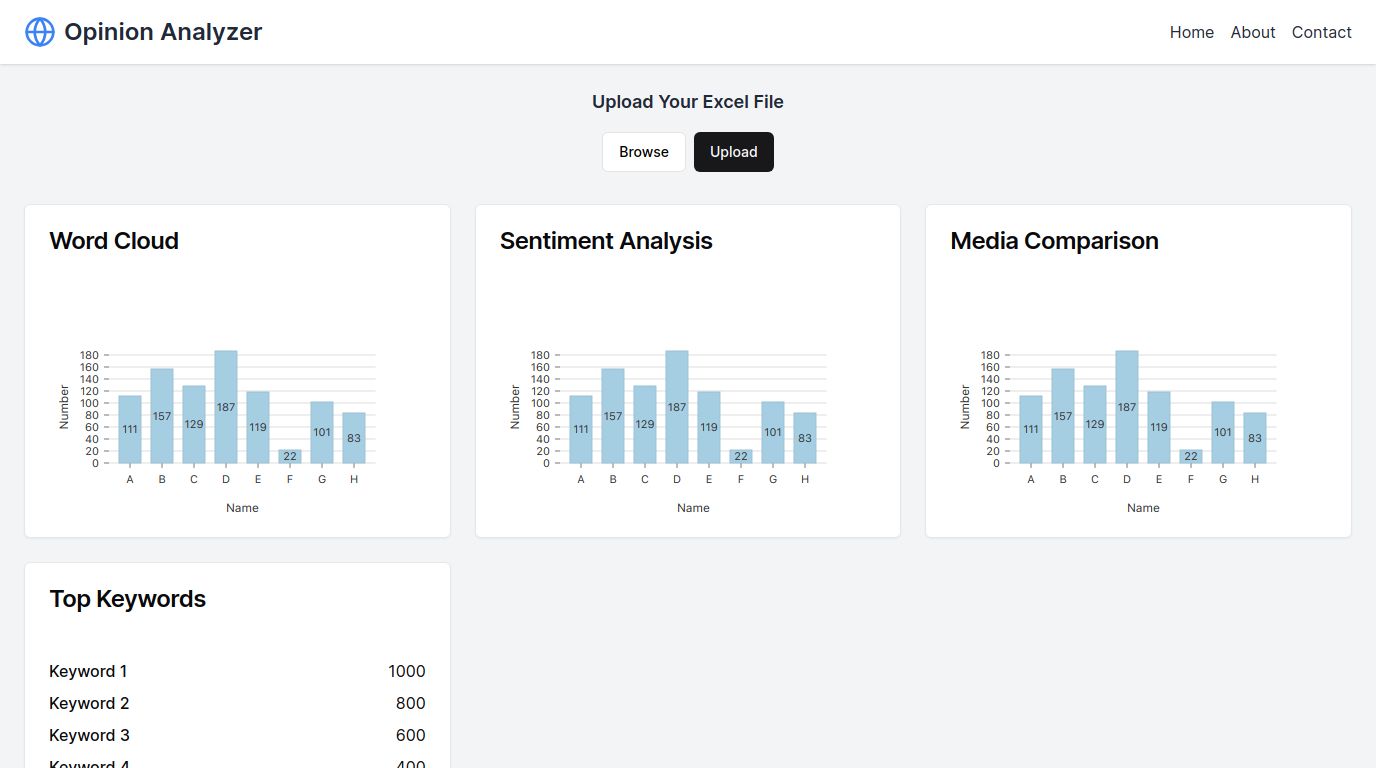 Opinion Analyzer
Home About Contact
Upload Your Excel File
Browse Upload
Word Cloud
180
160
140
120
100
80
60
40
20
0
Number
111 157 129 187 119 22 101 83
A B C D E F G H
Name
Sentiment Analysis
180
160
140
120
100
80
60
40
20
0
Number
111 157 129 187 119 22 101 83
A B C D E F G H
Name
Media Comparison
180
160
140
120
100
80
60
40
20
0
Number
111 157 129 187 119 22 101 83
A B C D E F G H
Name
Top Keywords
Keyword 1 1000
Keyword 2 800
Keyword 3 600
Keyword 4 400